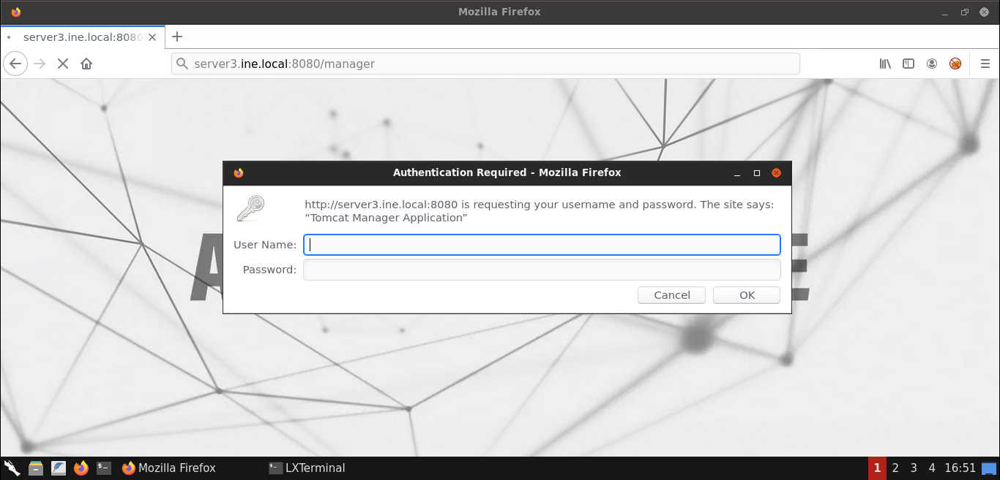 Mozilla Firefox
server3.ine.local:8080
server3.ine.local:8080/manager
Authentication Required - Mozilla Firefox
http://server3.ine.local:8080 is requesting your username and password. The site says:
“Tomcat Manager Application”
User Name:
Password:
Cancel
OK
A
E
Mozilla Firefox
LXTerminal
1
2
3
4
16:51